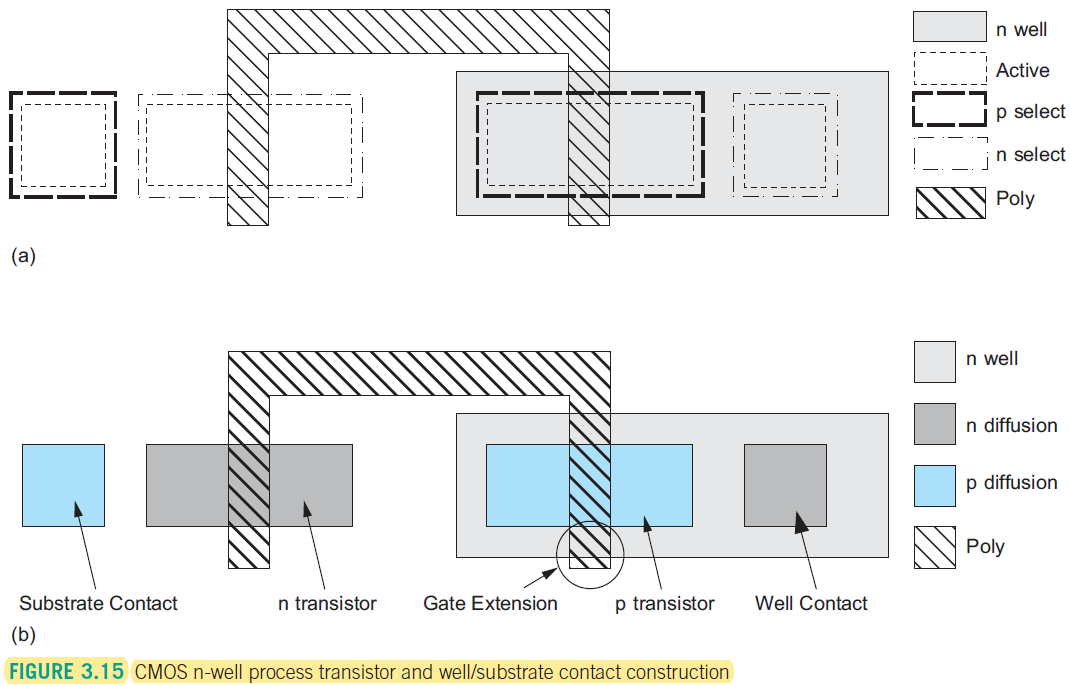 n well
Active
p select
n select
Poly
(a)
n well
n diffusion
p diffusion
Poly
Substrate Contact
n transistor
Gate Extension
p transistor
Well Contact
(b)
FIGURE 3.15 CMOS n-well process transistor and well/substrate contact construction